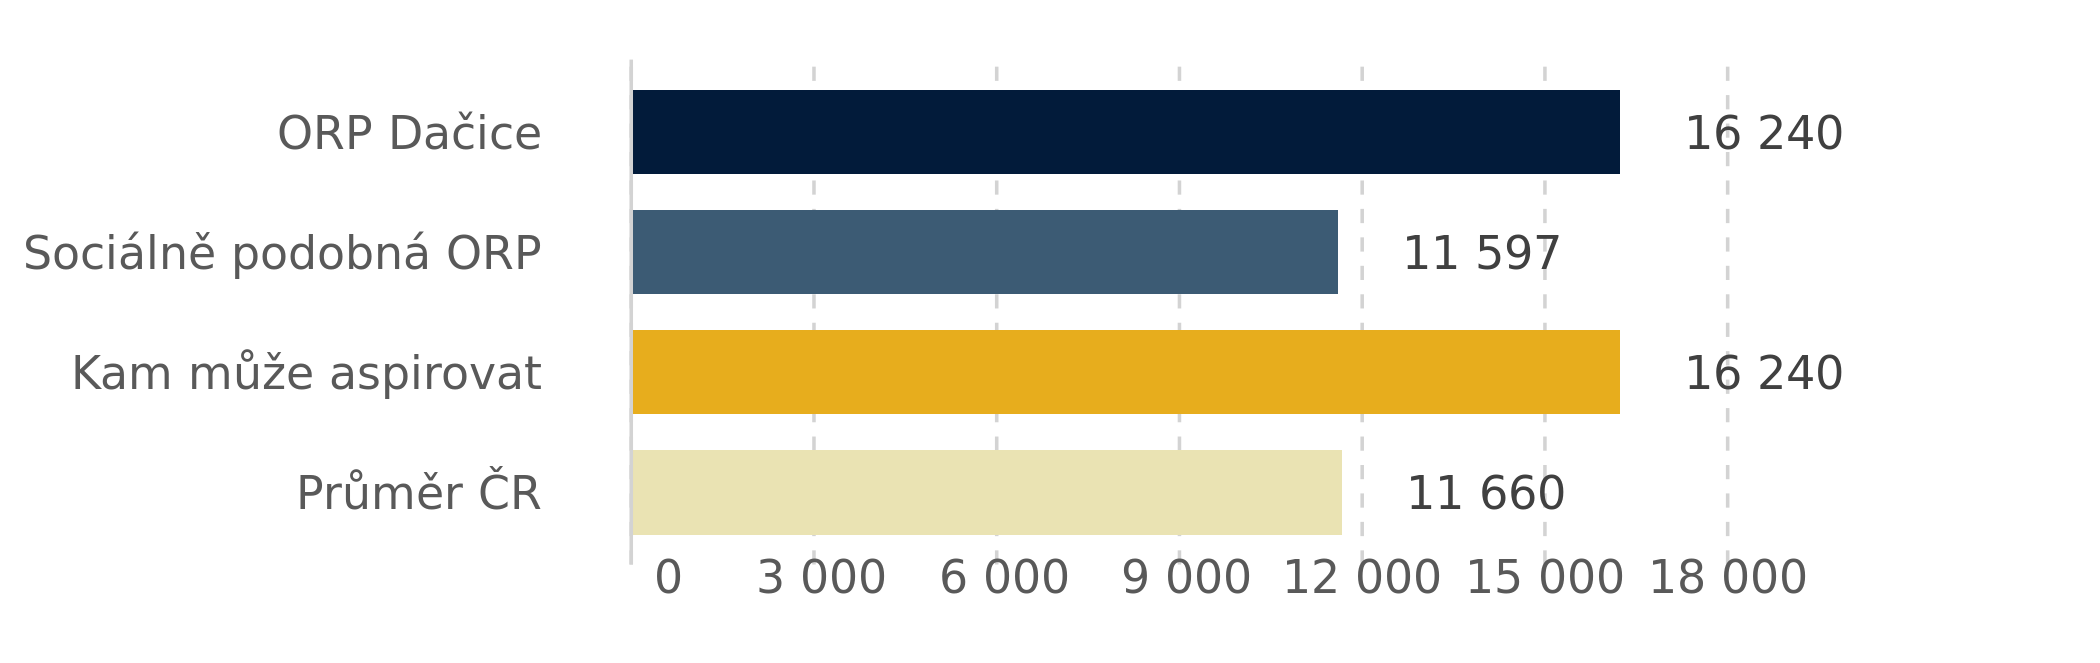 ORP Dačice 16 240
Sociálně podobná ORP 11 597
Kam může aspirovat 16 240
Průměr ČR 11 660
0 3 000 6 000 9 000 12 000 15 000 18 000